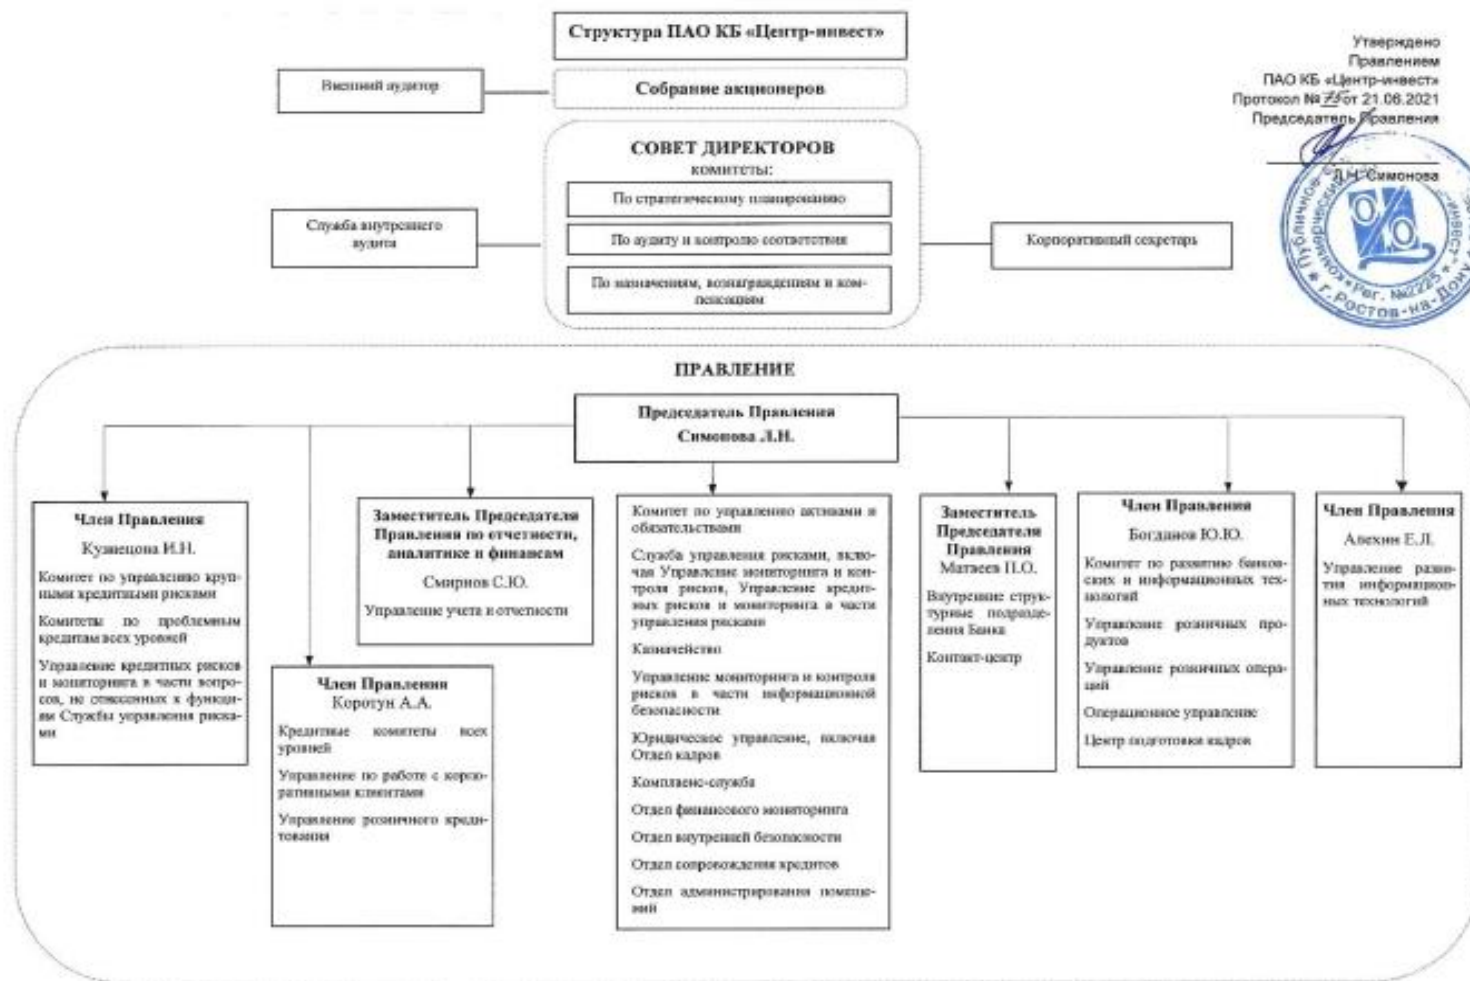 Структура ПАО КБ «Центр-инвест»
Утверждено
Правлением
ПАО КБ «Центр-инвест»
Протокол № 75 от 21.06.2021
Председатель Правления
Л.Н. Симонова
Внешний аудитор
Собрание акционеров
СОВЕТ ДИРЕКТОРОВ
комитеты:
По стратегическому планированию
По аудиту и контролю соответствия
По назначениям, вознаграждениям и ком-
пенсациям
Служба внутреннего
аудита
Корпоративный секретарь
Публичное
коммерческий
инвест"
Рег. №2225
г. Ростов-на-Дону
ПРАВЛЕНИЕ
Председатель Правления
Симонова Л.Н.
Член Правления
Кузнецова И.Н.
Комитет по управлению круп-
ными кредитными рисками
Комитеты по проблемным
кредитам всех уровней
Управление кредитных рисков
и мониторинга в части вопро-
сов, не отнесенных к функци-
ям Службы управления риска-
ми
Член Правления
Коротун А.А.
Кредитные комитеты всех
уровней
Управление по работе с корпо-
ративными клиентами
Управление розничного креди-
тования
Заместитель Председателя
Правления по отчетности,
аналитике и финансам
Смирнов С.Ю.
Управление учета и отчетности
Комитет по управлению активами и
обязательствами
Служба управления рисками, вклю-
чая Управление мониторинга и кон-
троля рисков, Управление кредит-
ных рисков и мониторинга в части
управления рисками
Казначейство
Управление мониторинга и контроля
рисков в части информационной
безопасности
Юридическое управление, включая
Отдел кадров
Комплаенс-служба
Отдел финансового мониторинга
Отдел внутренней безопасности
Отдел сопровождения кредитов
Отдел администрирования помеще-
ний
Заместитель
Председателя
Правления
Матвеев П.О.
Внутренние струк-
турные подразде-
ления Банка
Контакт-центр
Член Правления
Богданов Ю.Ю.
Комитет по развитию банков-
ских и информационных тех-
нологий
Управление розничных про-
дуктов
Управление розничных опера-
ций
Операционное управление
Центр подготовки кадров
Член Правления
Алехин Е.Л.
Управление разви-
тия информацион-
ных технологий